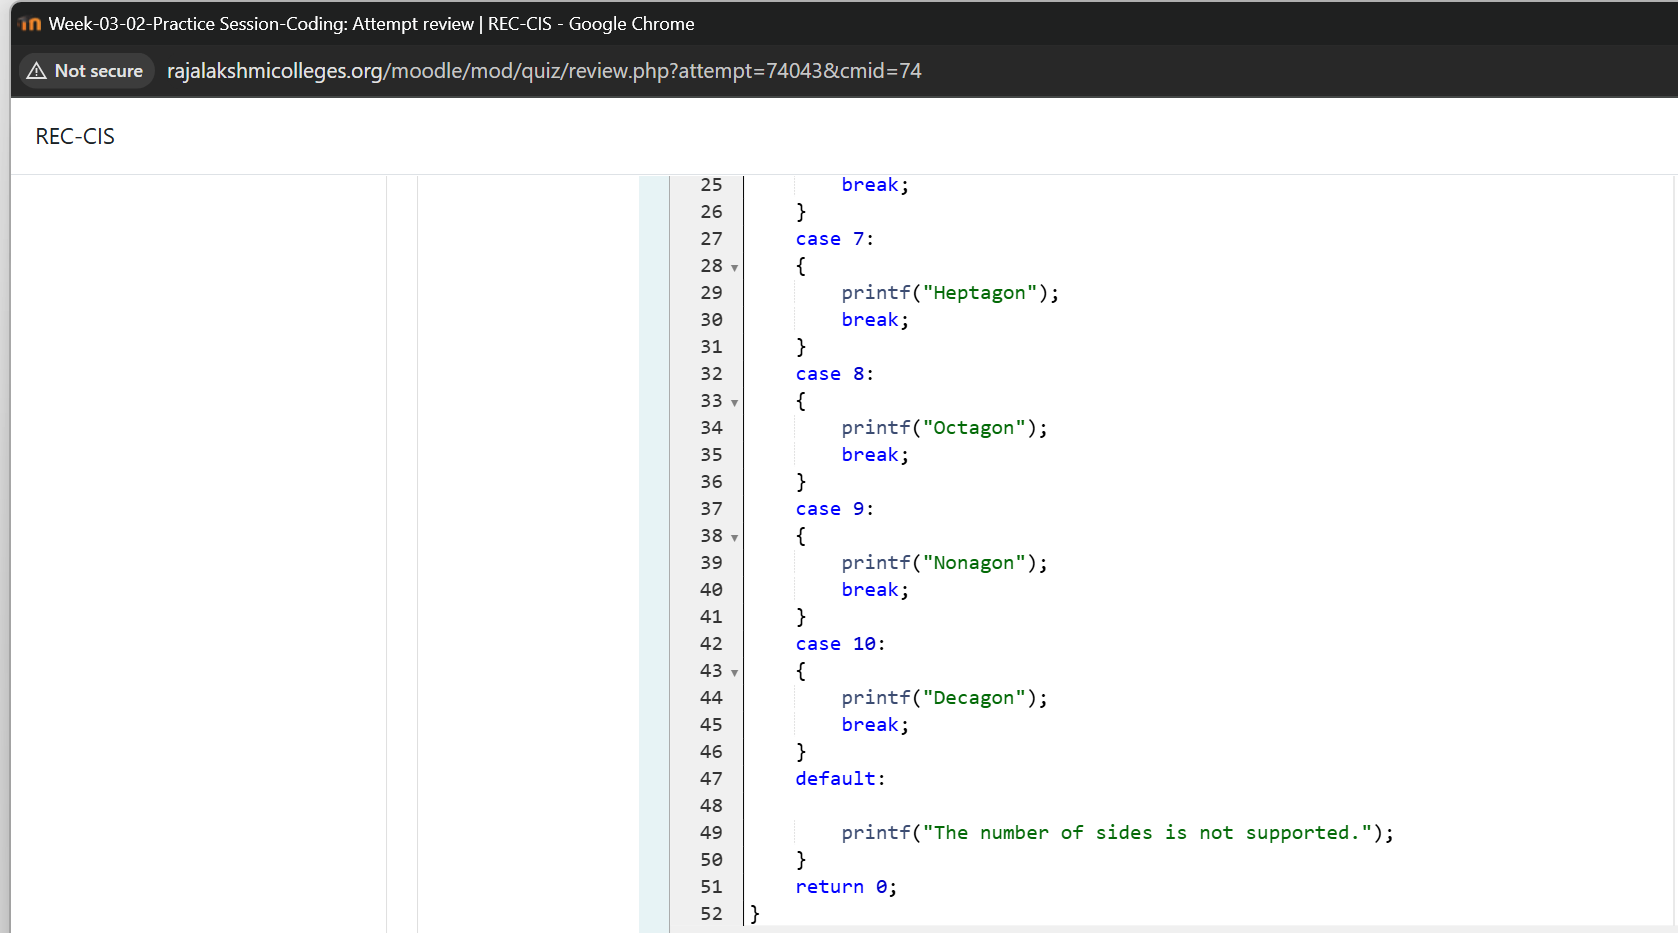 Week-03-02-Practice Session-Coding: Attempt review | REC-CIS - Google Chrome
Not secure rajalakshmicolleges.org/moodle/mod/quiz/review.php?attempt=74043&cmid=74
REC-CIS
25 break;
26 }
27 case 7:
28 {
29 printf("Heptagon");
30 break;
31 }
32 case 8:
33 {
34 printf("Octagon");
35 break;
36 }
37 case 9:
38 {
39 printf("Nonagon");
40 break;
41 }
42 case 10:
43 {
44 printf("Decagon");
45 break;
46 }
47 default:
48
49 printf("The number of sides is not supported.");
50 }
51 return 0;
52 }